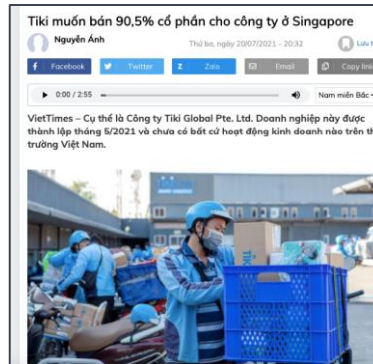 Tiki muốn bán 90,5% cổ phần cho công ty ở Singapore
Nguyễn Ánh
Thứ ba, ngày 20/07/2021 - 20:32
Lưu
Facebook
Twitter
Z Zalo
Email
Copy link
0:00 / 2:55
Nam miền Bắc
VietTimes – Cụ thể là Công ty Tiki Global Pte. Ltd. Doanh nghiệp này được
thành lập tháng 5/2021 và chưa có bất cứ hoạt động kinh doanh nào trên
trường Việt Nam.